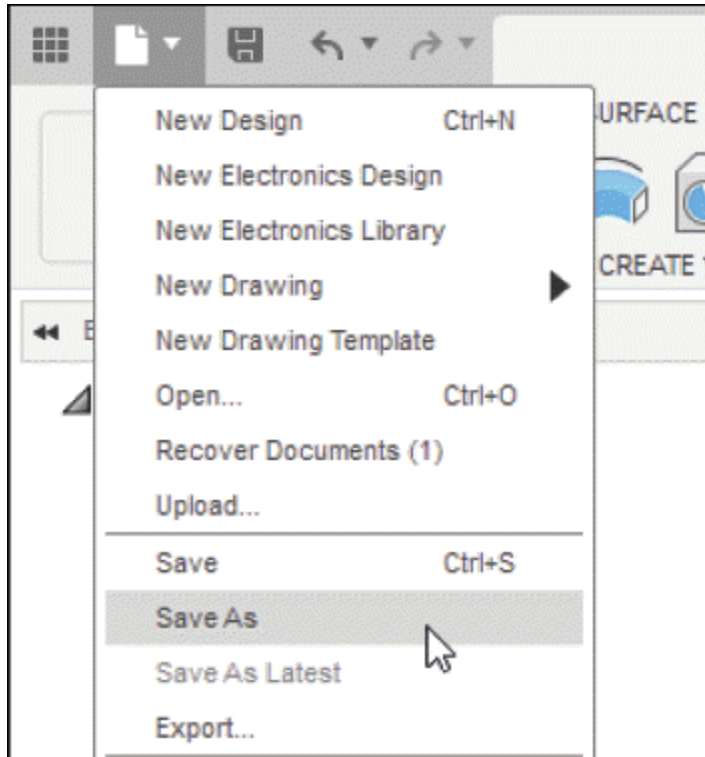 New Design Ctrl+N
URFACE
New Electronics Design
New Electronics Library
CREATE
New Drawing
New Drawing Template
Open... Ctrl+O
Recover Documents (1)
Upload...
Save Ctrl+S
Save As
Save As Latest
Export...